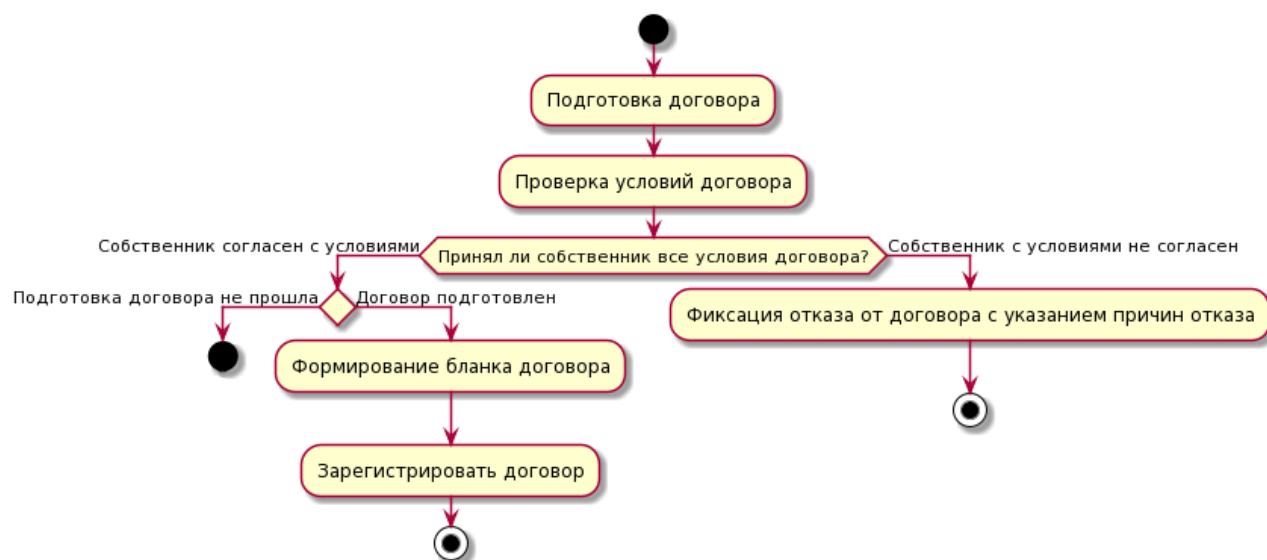 Подготовка договора
Проверка условий договора
Собственник согласен с условиями
Принял ли собственник все условия договора?
Собственник с условиями не согласен
Подготовка договора не прошла
Договор подготовлен
Фиксация отказа от договора с указанием причин отказа
Формирование бланка договора
Зарегистрировать договор